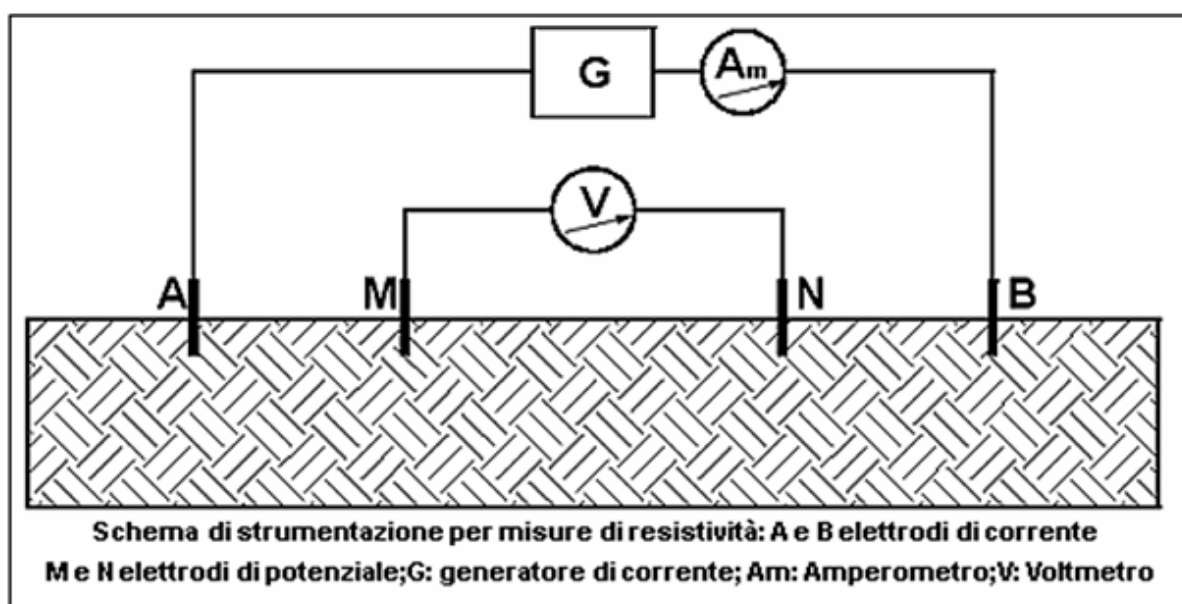 G
Am
V
A
M
N
B
Schema di strumentazione per misure di resistività: A e B elettrodi di corrente
M e N elettrodi di potenziale;G: generatore di corrente; Am: Amperometro;V: Voltmetro